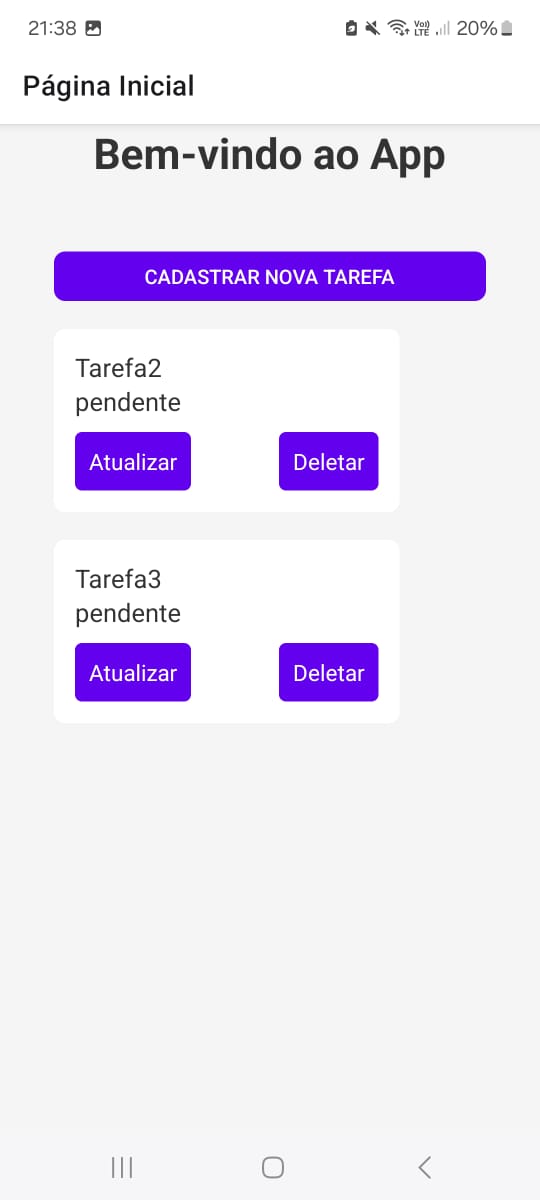 21:38 Vo)) LTE 20%
Página Inicial
Bem-vindo ao App
CADASTRAR NOVA TAREFA
Tarefa2
pendente
Atualizar Deletar
Tarefa3
pendente
Atualizar Deletar